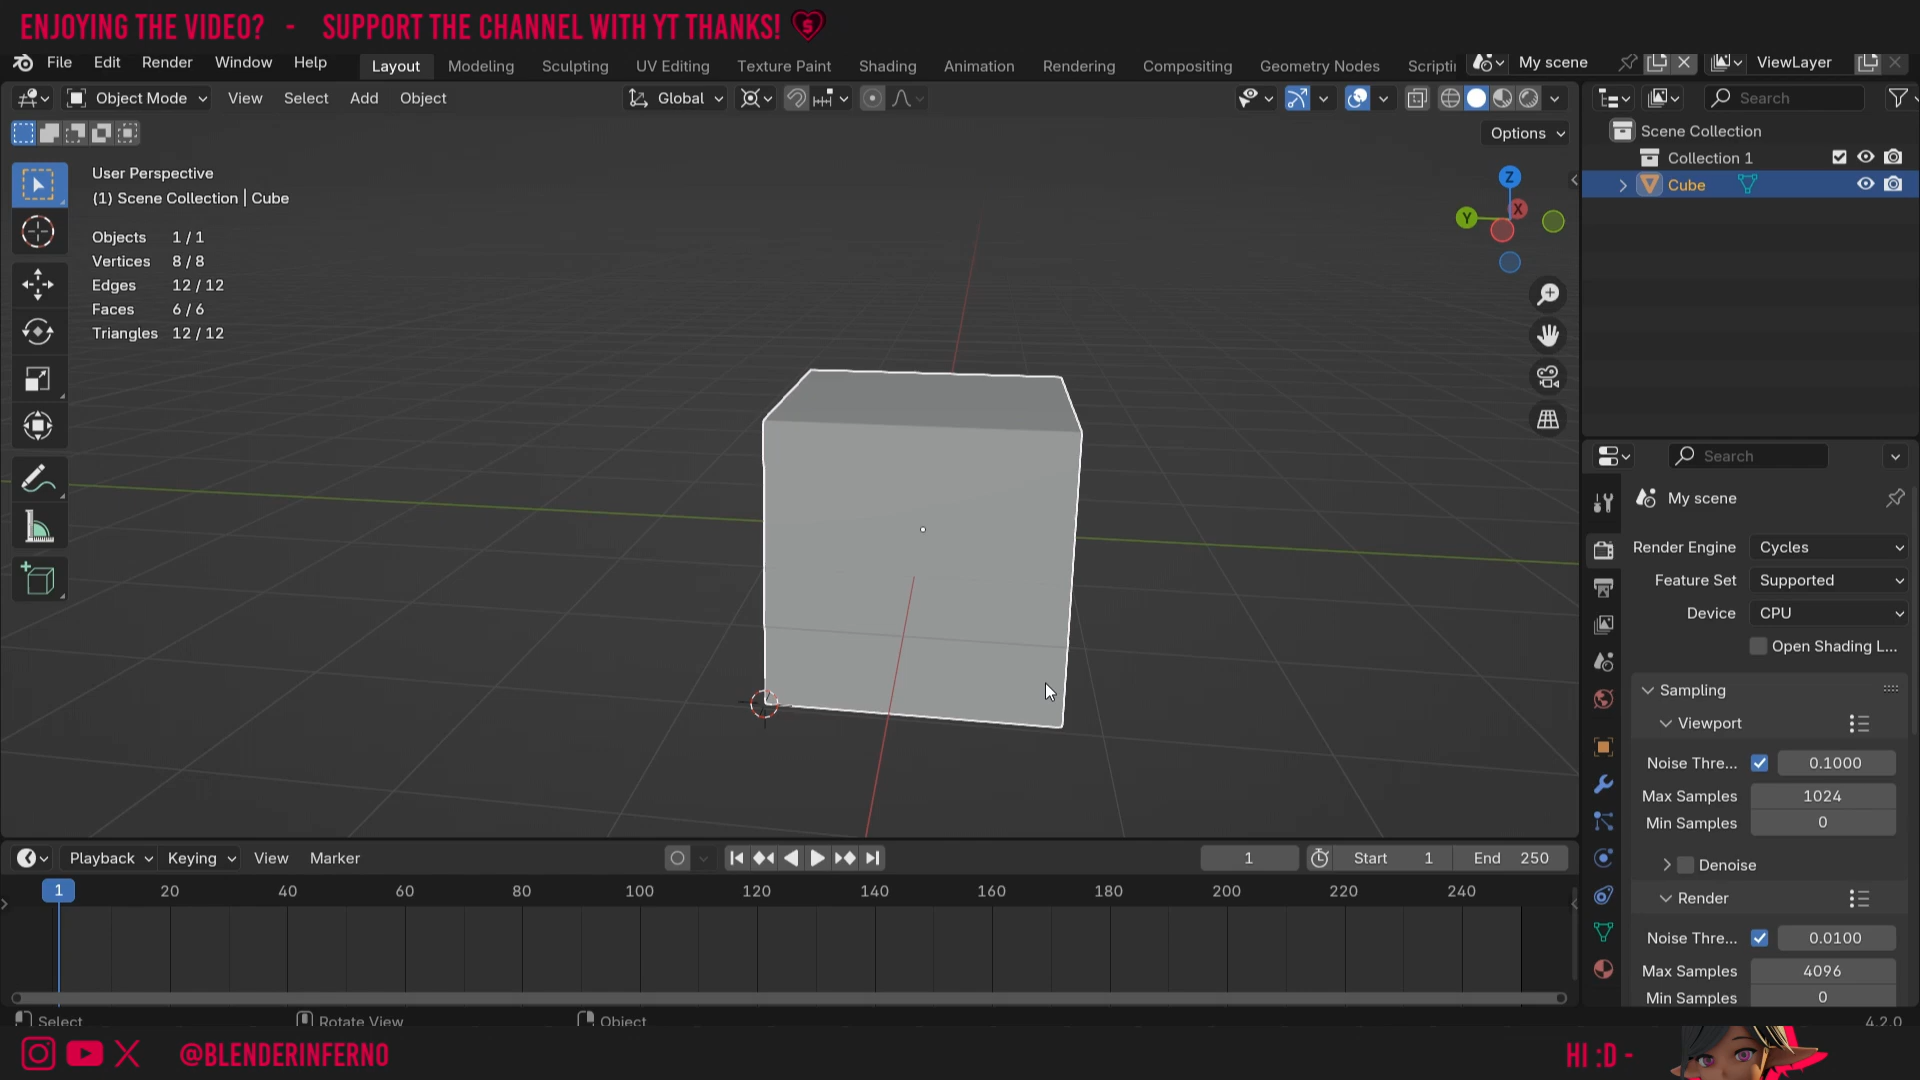 ENJOYING THE VIDEO? - SUPPORT THE CHANNEL WITH YT THANKS!
File Edit Render Window Help Layout Modeling Sculpting UV Editing Texture Paint Shading Animation Rendering Compositing Geometry Nodes Scripti My scene ViewLayer
Object Mode View Select Add Object Global Search
Options
User Perspective
(1) Scene Collection | Cube
Objects 1 / 1
Vertices 8 / 8
Edges 12 / 12
Faces 6 / 6
Triangles 12 / 12
Z
Y
X
Scene Collection
Collection 1
Cube
Search
My scene
Render Engine Cycles
Feature Set Supported
Device CPU
Open Shading L...
Sampling
Viewport
Noise Thre... 0.1000
Max Samples 1024
Min Samples 0
Denoise
Render
Noise Thre... 0.0100
Max Samples 4096
Min Samples 0
Playback Keying View Marker 1 Start 1 End 250
1 20 40 60 80 100 120 140 160 180 200 220 240
Select Rotate View Object 4.2.0
@BLENDERINFERNO HI :D -